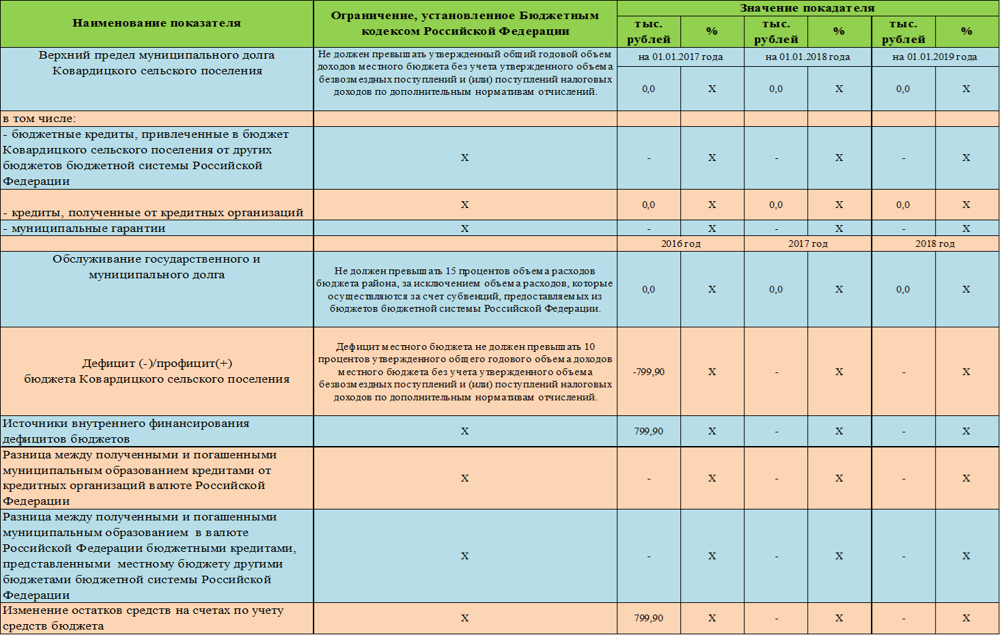 Наименование показателя
Ограничение, установленное Бюджетным
кодексом Российской Федерации
Значение покадателя
тыс.
рублей
%
тыс.
рублей
%
тыс.
рублей
%
Верхний предел муниципального долга
Ковардицкого сельского поселения
Не должен превышать утвержденный общий годовой объем
доходов местного бюджета без учета утвержденного объема
безвозмездных поступлений и (или) поступлений налоговых
доходов по дополнительным нормативам отчислений.
на 01.01.2017 года
на 01.01.2018 года
на 01.01.2019 года
0,0 X 0,0 X 0,0 X
в том числе:
- бюджетные кредиты, привлеченные в бюджет
Ковардицкого сельского поселения от других
бюджетов бюджетной системы Российской
Федерации
X - X - X - X
- кредиты, полученные от кредитных организаций
X 0,0 X 0,0 X 0,0 X
- муниципальные гарантии
X - X - X - X
2016 год
2017 год
2018 год
Обслуживание государственного и
муниципального долга
Не должен превышать 15 процентов объема расходов
бюджета района, за исключением объема расходов, которые
осуществляются за счет субвенций, предоставляемых из
бюджетов бюджетной системы Российской Федерации.
0,0 X 0,0 X 0,0 X
Дефицит (-)/профицит(+)
бюджета Ковардицкого сельского поселения
Дефицит местного бюджета не должен превышать 10
процентов утвержденного общего годового объема доходов
местного бюджета без учета утвержденного объема
безвозмездных поступлений и (или) поступлений налоговых
доходов по дополнительным нормативам отчислений.
-799,90 X - X - X
Источники внутреннего финансирования
дефицитов бюджетов
X 799,90 X - X - X
Разница между полученными и погашенными
муниципальным образованием кредитами от
кредитных организаций валюте Российской
Федерации
X - X - X - X
Разница между полученными и погашенными
муниципальным образованием в валюте
Российской Федерации бюджетными кредитами,
представленными местному бюджету другими
бюджетами бюджетной системы Российской
Федерации
X - X - X - X
Изменение остатков средств на счетах по учету
средств бюджета
X 799,90 X - X - X